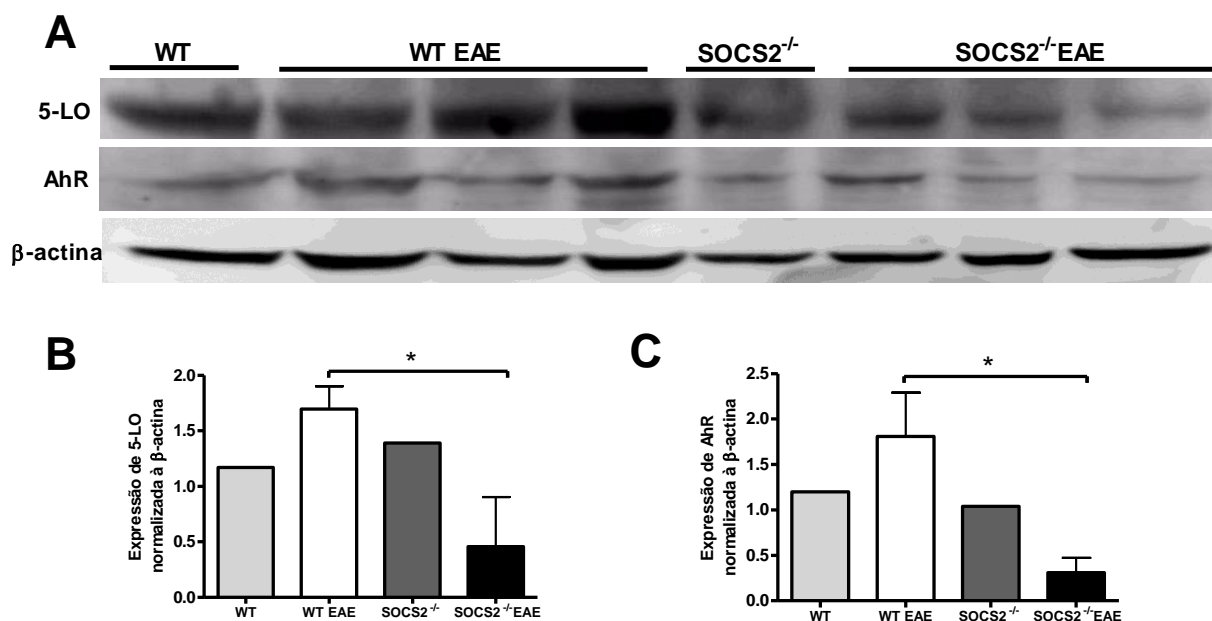 A
WT
WT EAE
SOCS2-/-
SOCS2-/-EAE
5-LO
AhR
β-actina
B
*
Expressão de 5-LO
normalizada à β-actina
2.0
1.5
1.0
0.5
0.0
WT
WT EAE
SOCS2-/-
SOCS2-/-EAE
C
*
Expressão de AhR
normalizada à β-actina
2.5
2.0
1.5
1.0
0.5
0.0
WT
WT EAE
SOCS2-/-
SOCS2-/-EAE